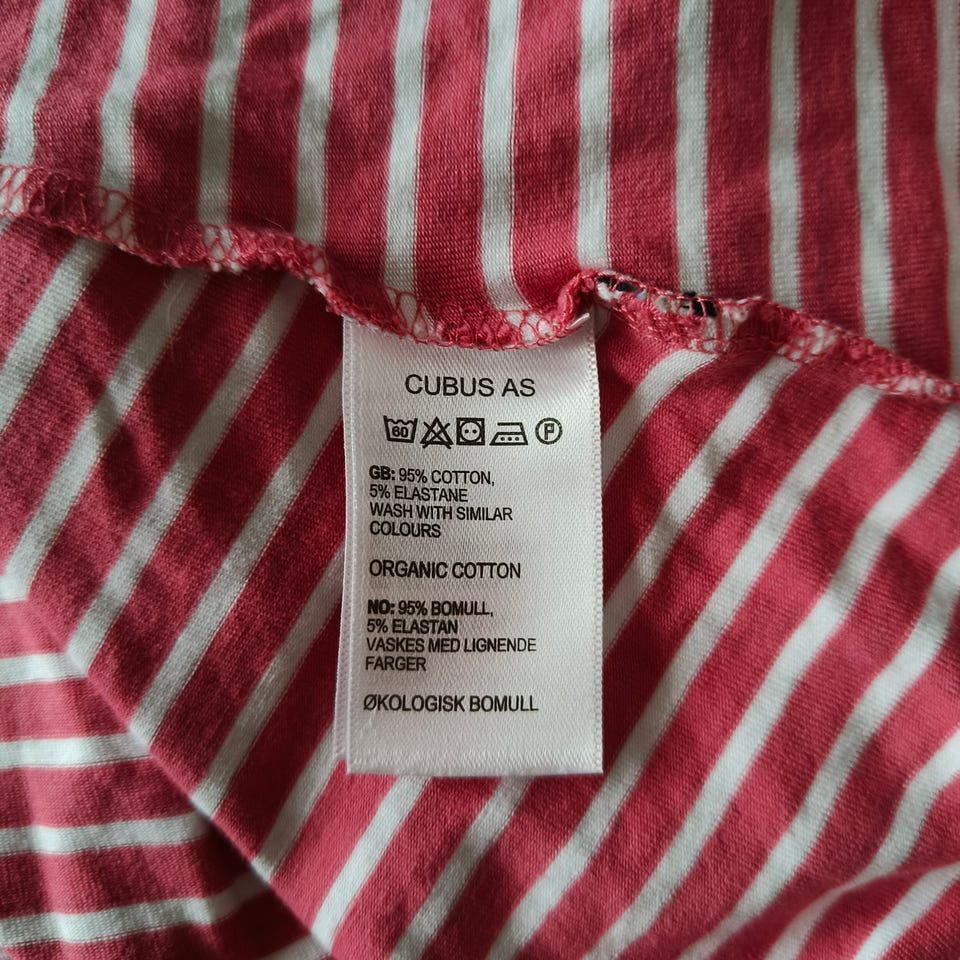 CUBUS AS
60 P
GB: 95% COTTON,
5% ELASTANE
WASH WITH SIMILAR
COLOURS
ORGANIC COTTON
NO: 95% BOMULL,
5% ELASTAN
VASKES MED LIGNENDE
FARGER
ØKOLOGISK BOMULL